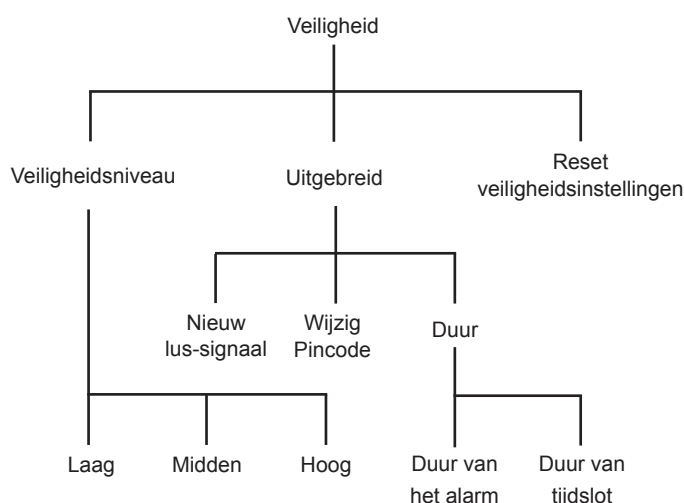 Veiligheid
Veiligheidsniveau
Uitgebreid
Reset
veiligheidsinstellingen
Nieuw
lus-signaal
Wijzig
Pincode
Duur
Laag
Midden
Hoog
Duur van
het alarm
Duur van
tijdslot